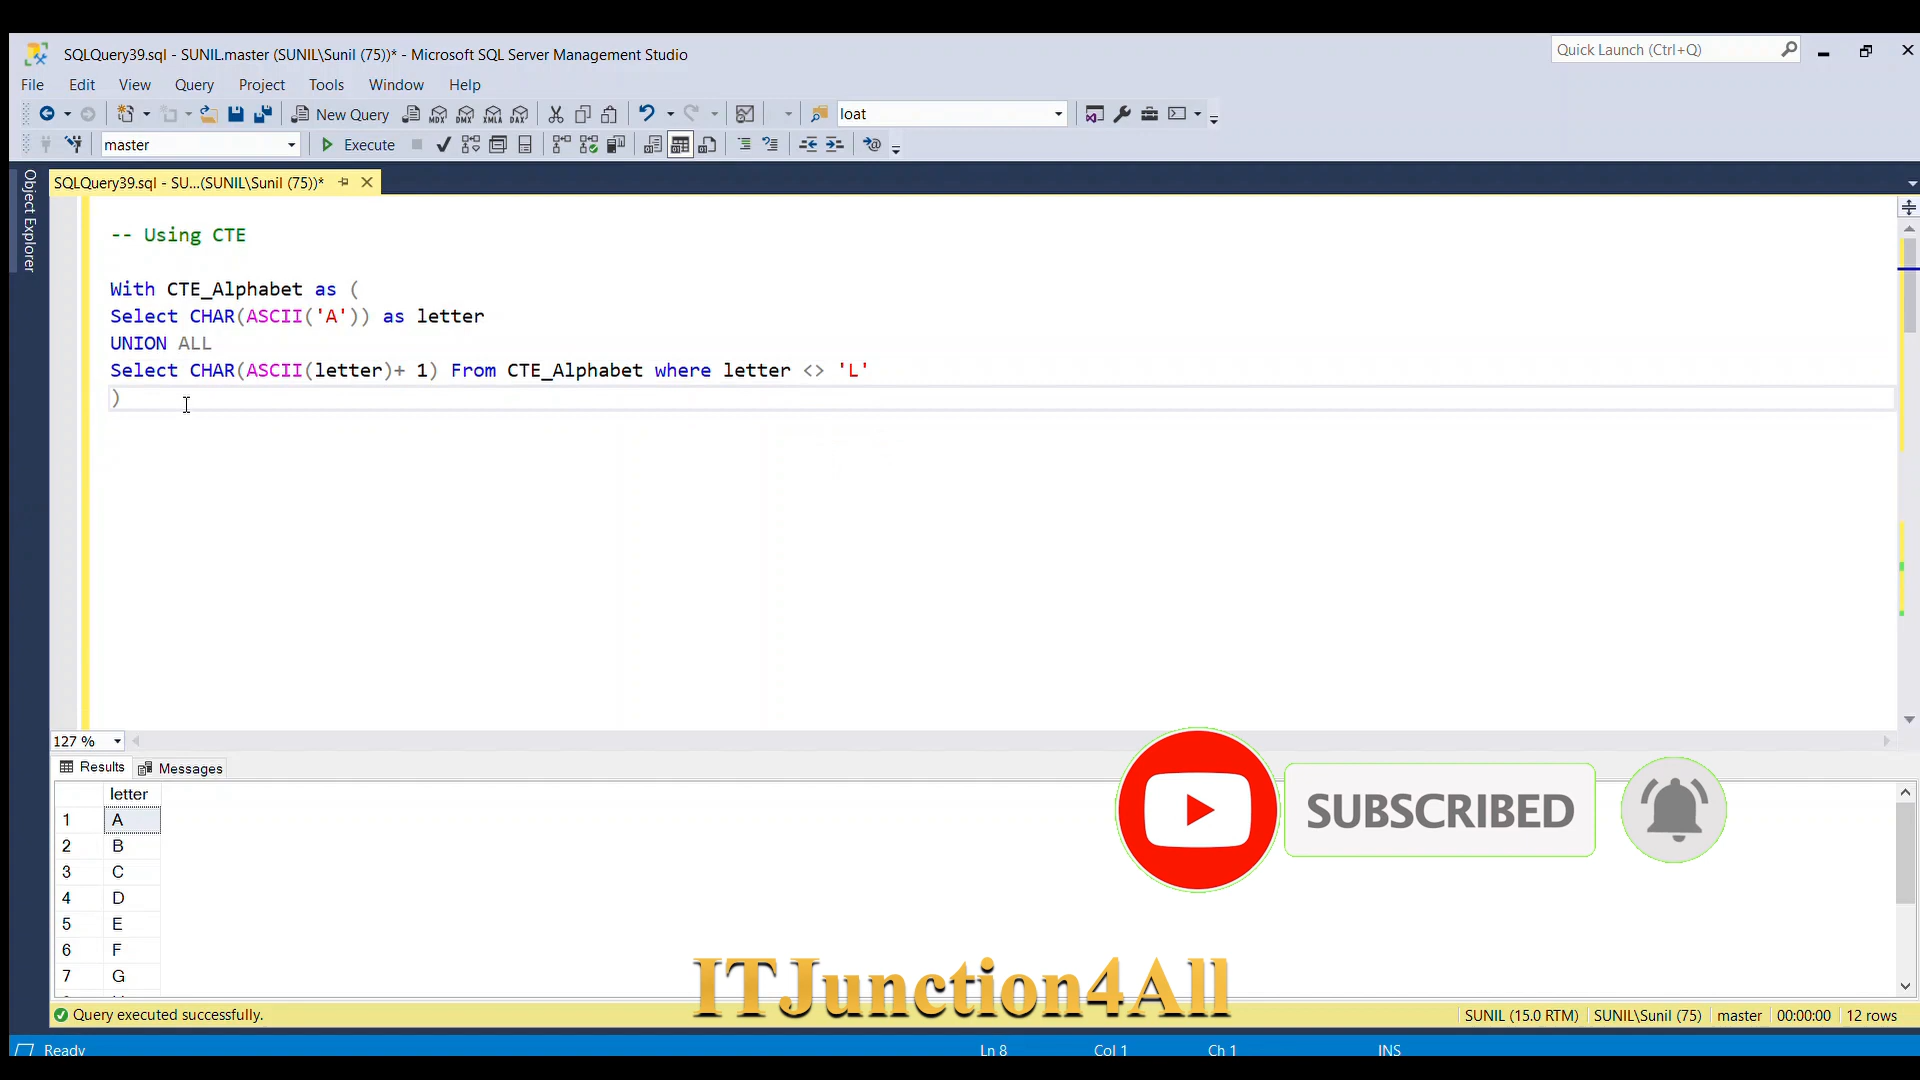 SQLQuery39.sql - SUNIL.master (SUNIL\Sunil (75))* - Microsoft SQL Server Management Studio
Quick Launch (Ctrl+Q)
File Edit View Query Project Tools Window Help
New Query MDX DMX XMLA DAX loat
master Execute
Object Explorer
SQLQuery39.sql - SU...(SUNIL\Sunil (75))*
-- Using CTE
With CTE_Alphabet as (
Select CHAR(ASCII('A')) as letter
UNION ALL
Select CHAR(ASCII(letter)+ 1) From CTE_Alphabet where letter <> 'L'
)
127 %
Results Messages
letter
1 A
2 B
3 C
4 D
5 E
6 F
7 G
SUBSCRIBED
ITJunction4All
Query executed successfully.
SUNIL (15.0 RTM) SUNIL\Sunil (75) master 00:00:00 12 rows
Ready Ln 8 Col 1 Ch 1 INS